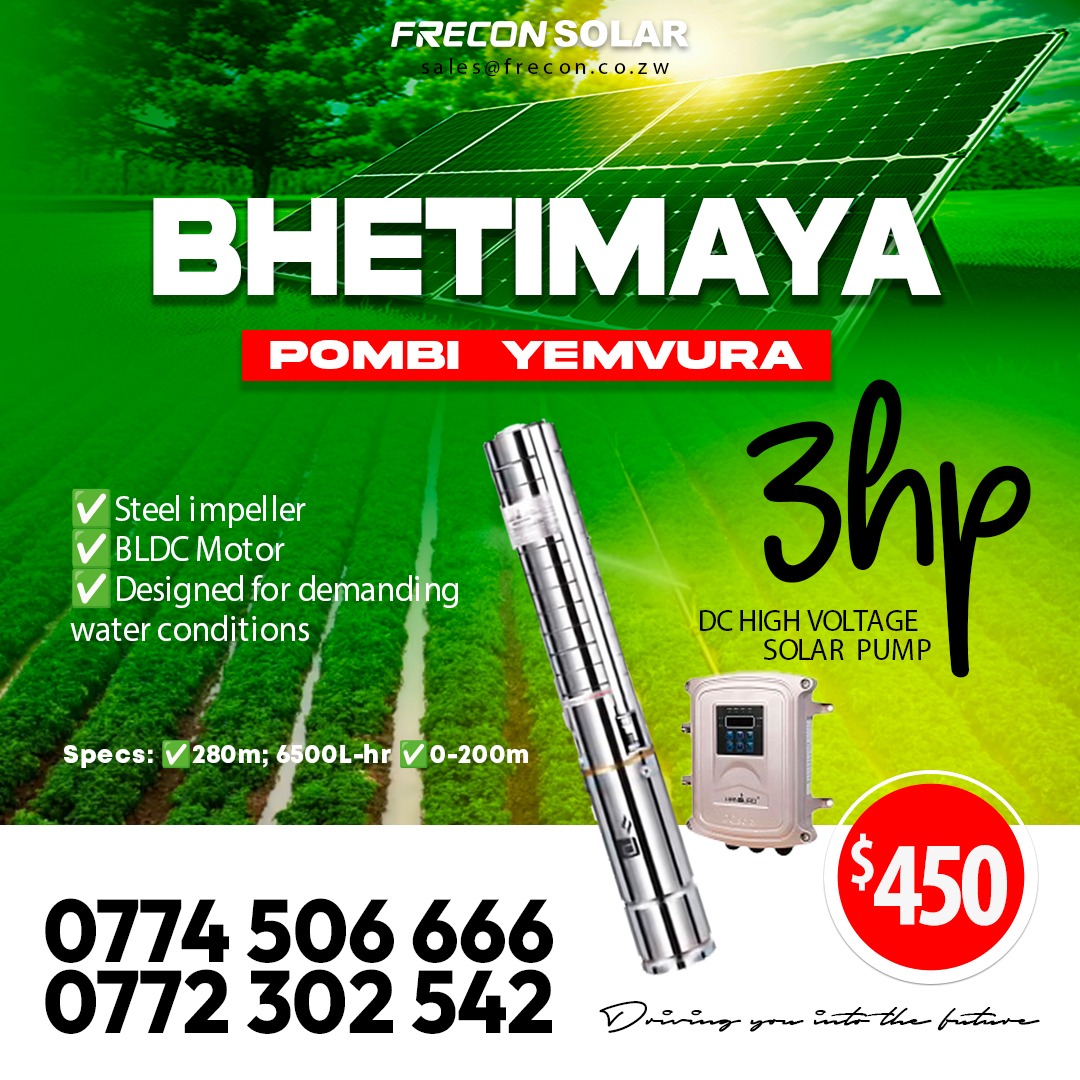 FRECON SOLAR
sales@frecon.co.zw
BHETIMAYA
POMBI YEMVURA
3hp
✅ Steel impeller
✅ BLDC Motor
✅ Designed for demanding
water conditions
DC HIGH VOLTAGE
SOLAR PUMP
Specs: ✅280m; 6500L-hr ✅0-200m
$450
0774 506 666
0772 302 542
Driving you into the future